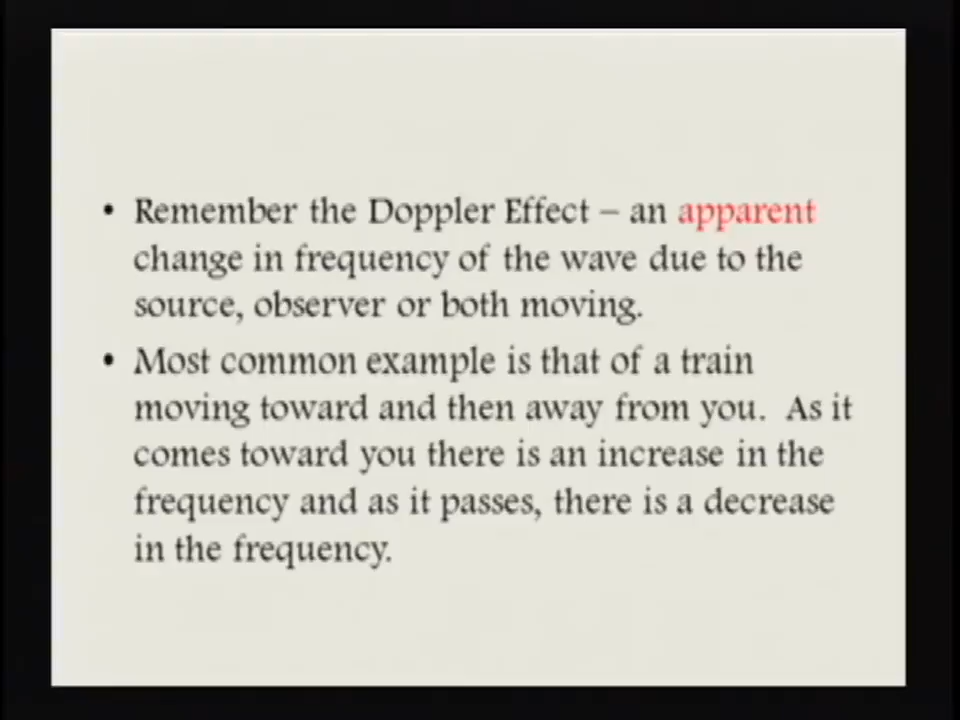 • Remember the Doppler Effect – an apparent
change in frequency of the wave due to the
source, observer or both moving.
• Most common example is that of a train
moving toward and then away from you.  As it
comes toward you there is an increase in the
frequency and as it passes, there is a decrease
in the frequency.